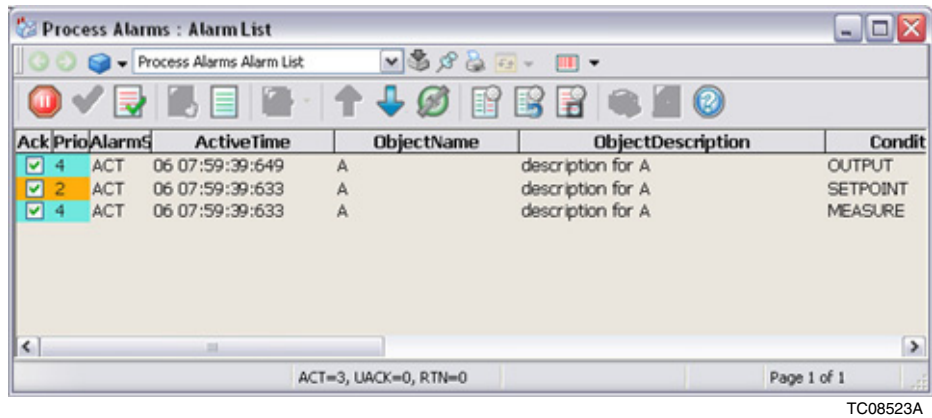 Process Alarms : Alarm List
Process Alarms Alarm List
Ack Prio AlarmS ActiveTime ObjectName ObjectDescription Condit
4 ACT 06 07:59:39:649 A description for A OUTPUT
2 ACT 06 07:59:39:633 A description for A SETPOINT
4 ACT 06 07:59:39:633 A description for A MEASURE
ACT=3, UACK=0, RTN=0 Page 1 of 1
TC08523A